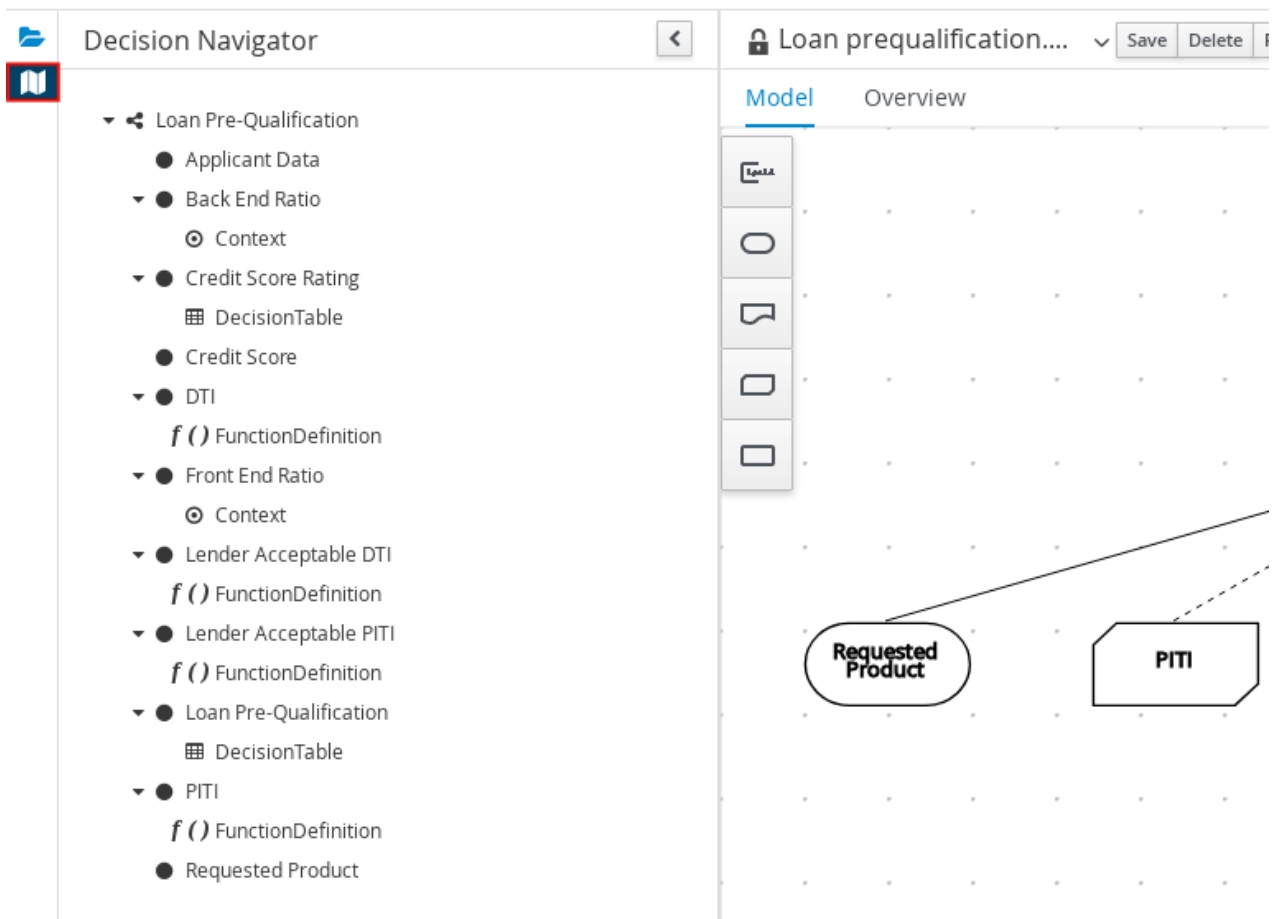 Decision Navigator
Loan Pre-Qualification
Applicant Data
Back End Ratio
Context
Credit Score Rating
DecisionTable
Credit Score
DTI
f ( ) FunctionDefinition
Front End Ratio
Context
Lender Acceptable DTI
f ( ) FunctionDefinition
Lender Acceptable PITI
f ( ) FunctionDefinition
Loan Pre-Qualification
DecisionTable
PITI
f ( ) FunctionDefinition
Requested Product
Loan prequalification....
Save
Delete
Model
Overview
Requested
Product
PITI